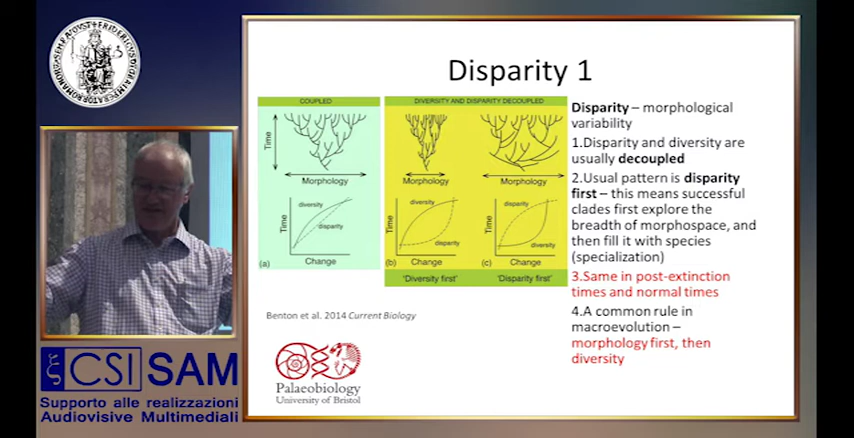 Disparity 1
COUPLED
Time
Morphology
Time
diversity
disparity
(a)
Change
DIVERSITY AND DISPARITY DECOUPLED
Morphology
Morphology
Time
diversity
disparity
(b)
Change
Time
disparity
diversity
(c)
Change
'Diversity first'
'Disparity first'
Benton et al. 2014 Current Biology
Palaeobiology
University of Bristol
Disparity – morphological
variability
1.Disparity and diversity are
usually decoupled
2.Usual pattern is disparity
first – this means successful
clades first explore the
breadth of morphospace, and
then fill it with species
(specialization)
3.Same in post-extinction
times and normal times
4.A common rule in
macroevolution –
morphology first, then
diversity
CSI SAM
Supporto alle realizzazioni
Audiovisive Multimediali